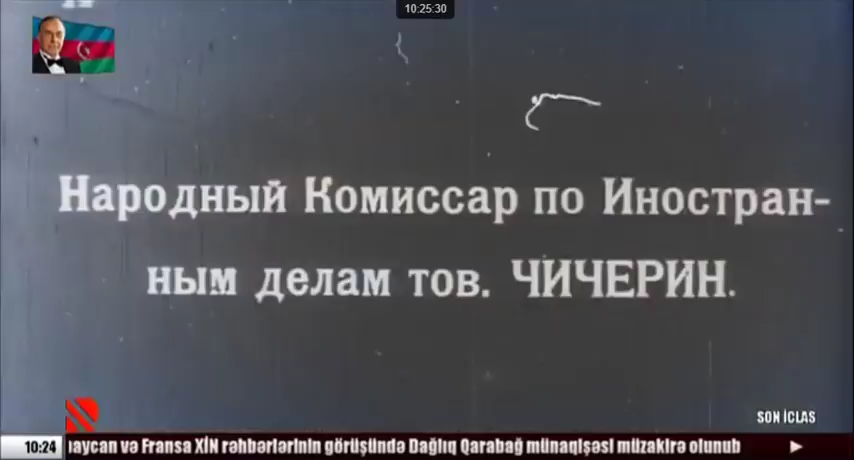 10:25:30
Народный Комиссар по Иностран-
ным делам тов. ЧИЧЕРИН.
SON İCLAS
10:24
və Fransa XİN rəhbərlərinin görüşündə Dağlıq Qarabağ münaqişəsi müzakirə olunub